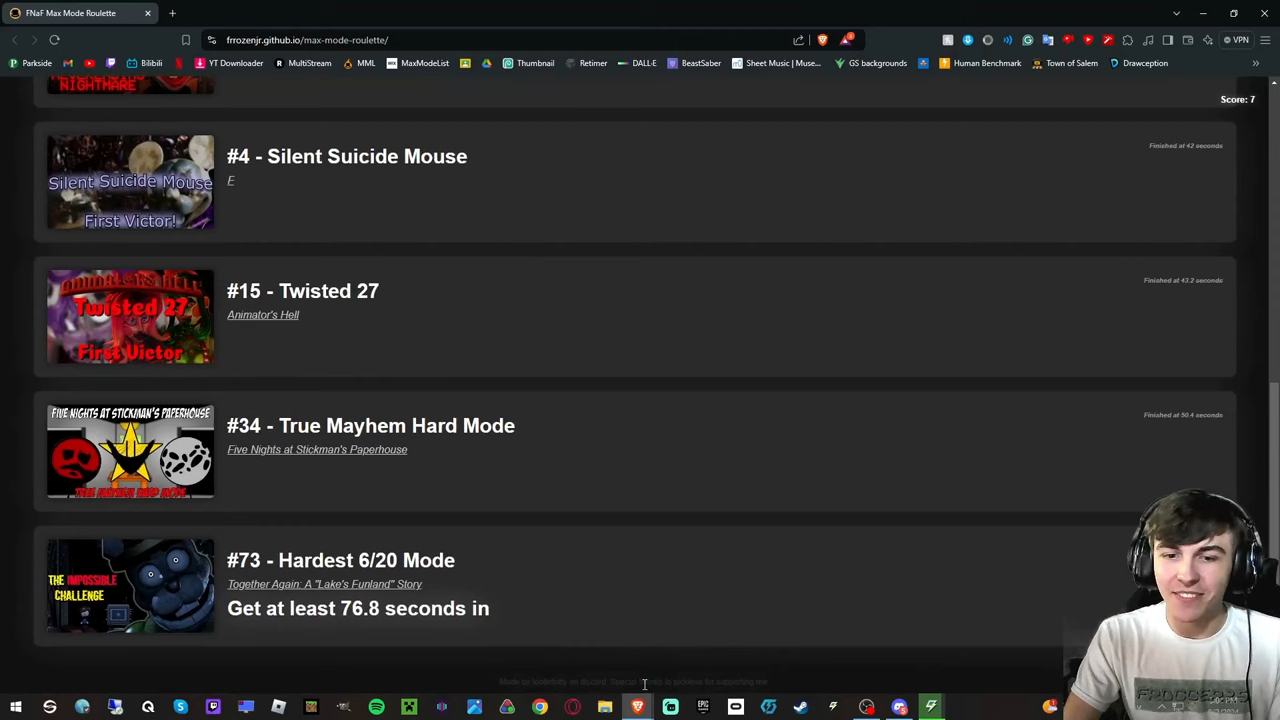 FNaF Max Mode Roulette
frrozenjr.github.io/max-mode-roulette/
VPN
Parkside
Bilibili
YT Downloader
MultiStream
MML
MaxModeList
Thumbnail
Retimer
DALL-E
BeastSaber
Sheet Music | Muse...
GS backgrounds
Human Benchmark
Town of Salem
Drawception
NIGHTMARE
Score: 7
Silent Suicide Mouse
First Victor!
#4 - Silent Suicide Mouse
E
Finished at 42 seconds
Twisted 27
First Victor
#15 - Twisted 27
Animator's Hell
Finished at 43.2 seconds
FIVE NIGHTS AT STICKMAN'S PAPERHOUSE
TRUE MAYHEM HARD MODE
#34 - True Mayhem Hard Mode
Five Nights at Stickman's Paperhouse
Finished at 50.4 seconds
THE IMPOSSIBLE
CHALLENGE
#73 - Hardest 6/20 Mode
Together Again: A "Lake's Funland" Story
Get at least 76.8 seconds in